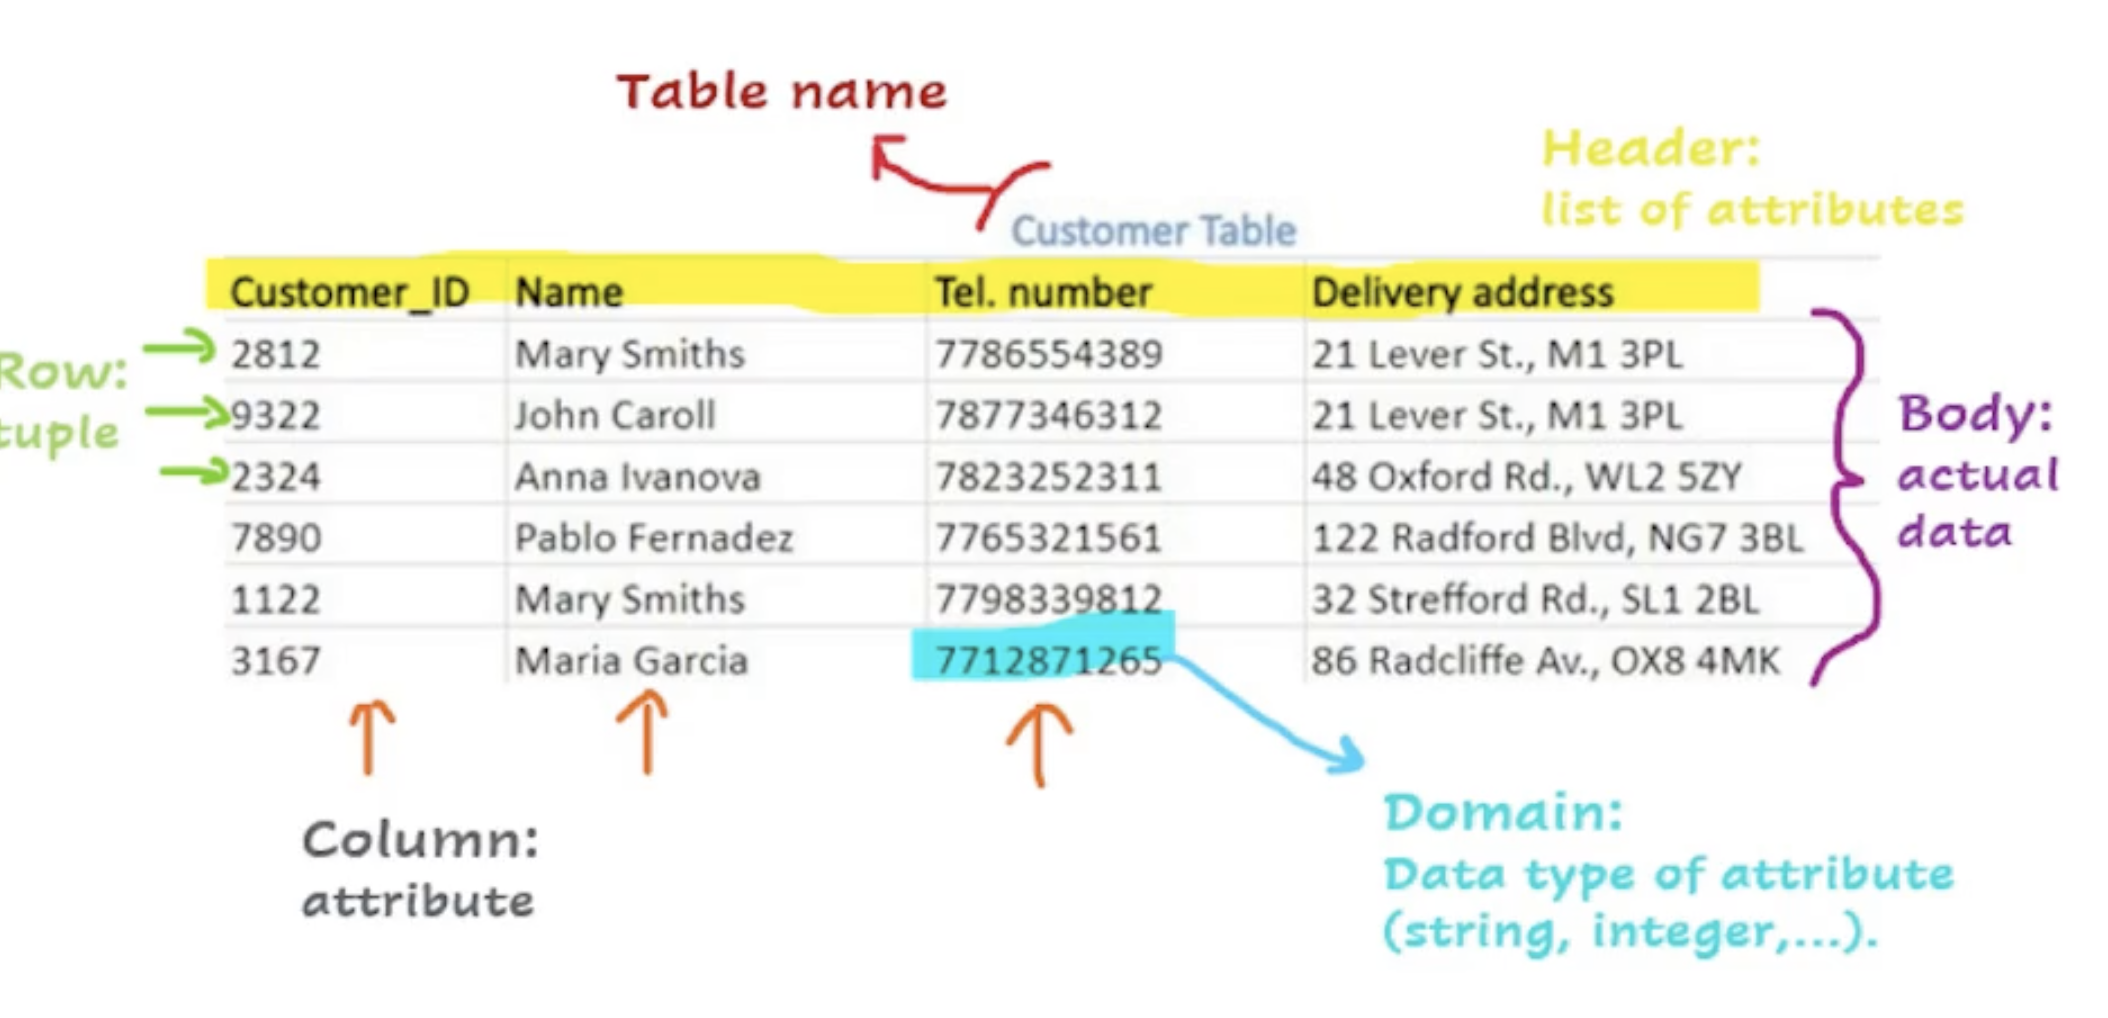 Table name
Header:
list of attributes
Customer Table
Customer_ID Name Tel. number Delivery address
2812 Mary Smiths 7786554389 21 Lever St., M1 3PL
9322 John Caroll 7877346312 21 Lever St., M1 3PL
2324 Anna Ivanova 7823252311 48 Oxford Rd., WL2 5ZY
7890 Pablo Fernadez 7765321561 122 Radford Blvd, NG7 3BL
1122 Mary Smiths 7798339812 32 Strefford Rd., SL1 2BL
3167 Maria Garcia 7712871265 86 Radcliffe Av., OX8 4MK
Row:
tuple
Body:
actual
data
Column:
attribute
Domain:
Data type of attribute
(string, integer,...).